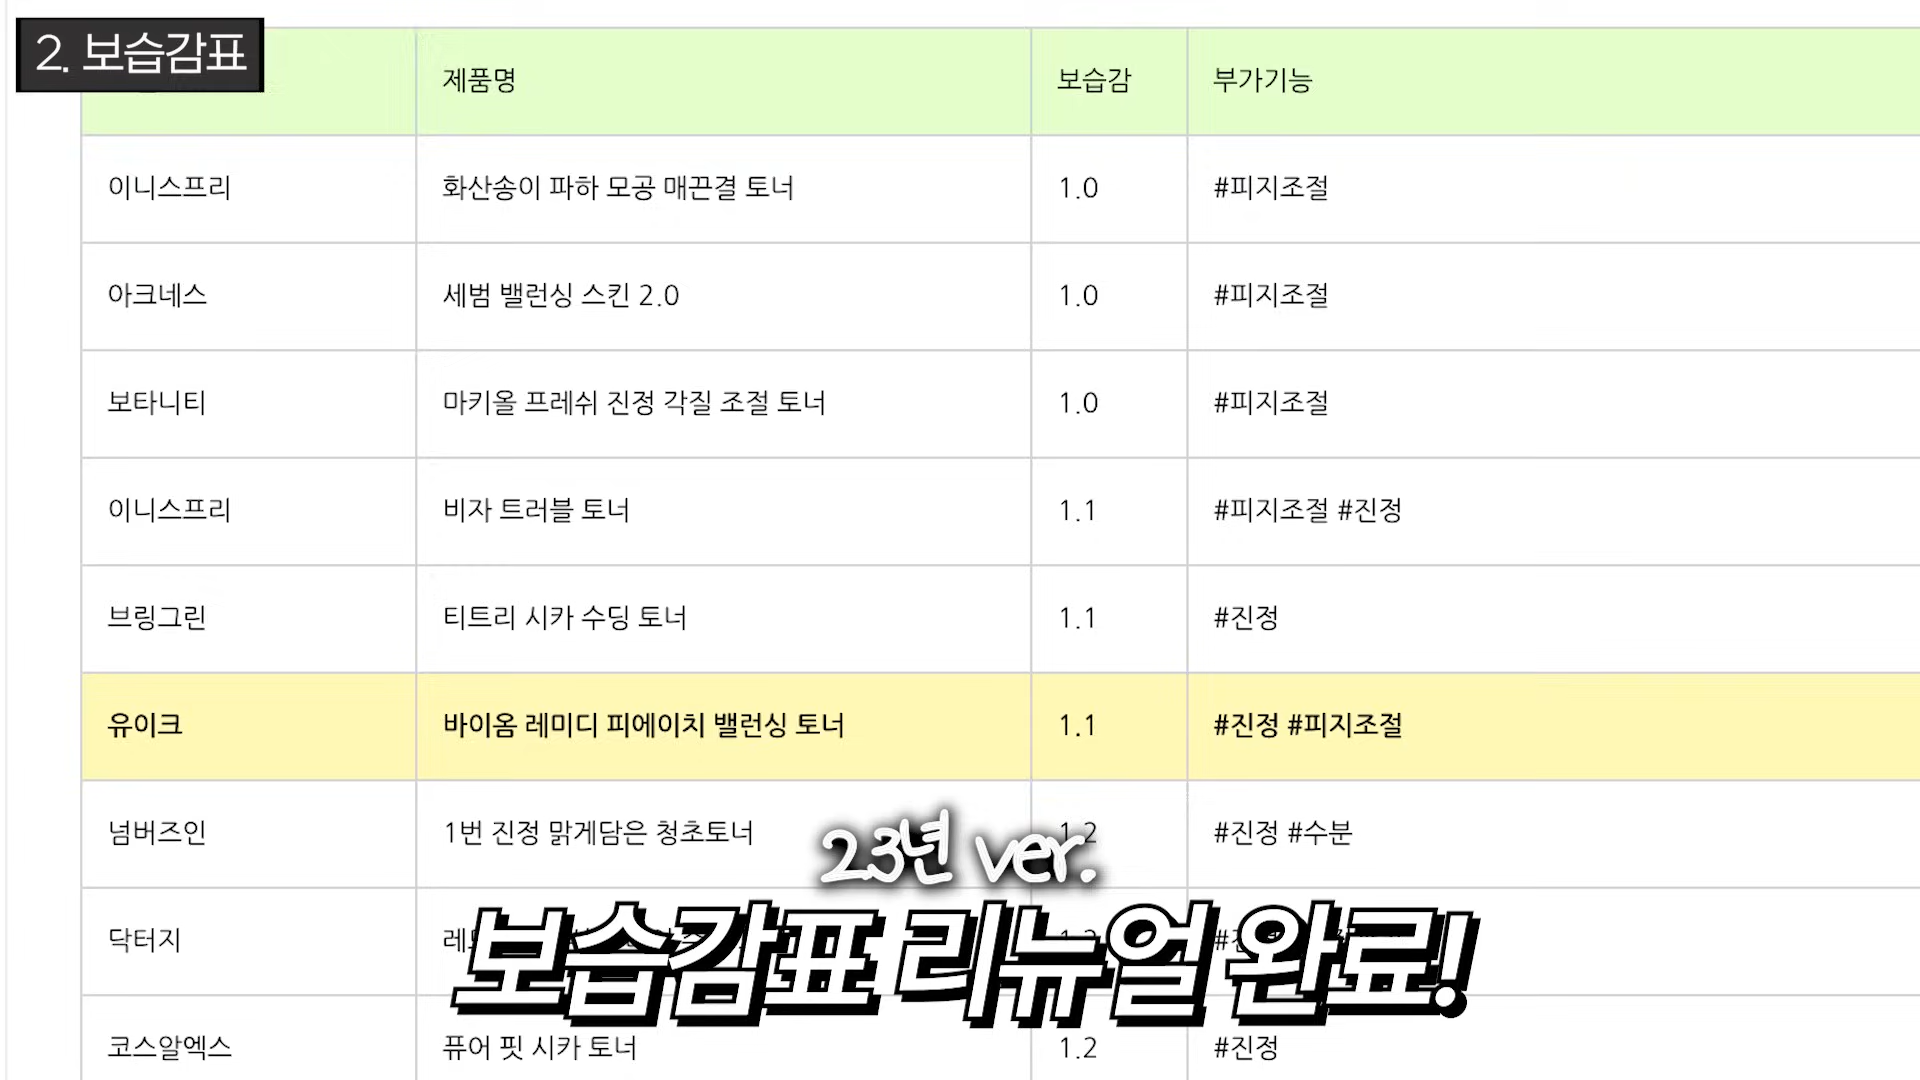 2. 보습감표
제품명 보습감 부가기능
이니스프리 화산송이 파하 모공 매끈결 토너 1.0 #피지조절
아크네스 세범 밸런싱 스킨 2.0 1.0 #피지조절
보타니티 마키올 프레쉬 진정 각질 조절 토너 1.0 #피지조절
이니스프리 비자 트러블 토너 1.1 #피지조절 #진정
브링그린 티트리 시카 수딩 토너 1.1 #진정
유이크 바이옴 레미디 피에이치 밸런싱 토너 1.1 #진정 #피지조절
넘버즈인 1번 진정 맑게담은 청초토너 1.2 #진정 #수분
23년 ver.
닥터지
보습감표 리뉴얼 완료!
코스알엑스 퓨어 핏 시카 토너 1.2 #진정